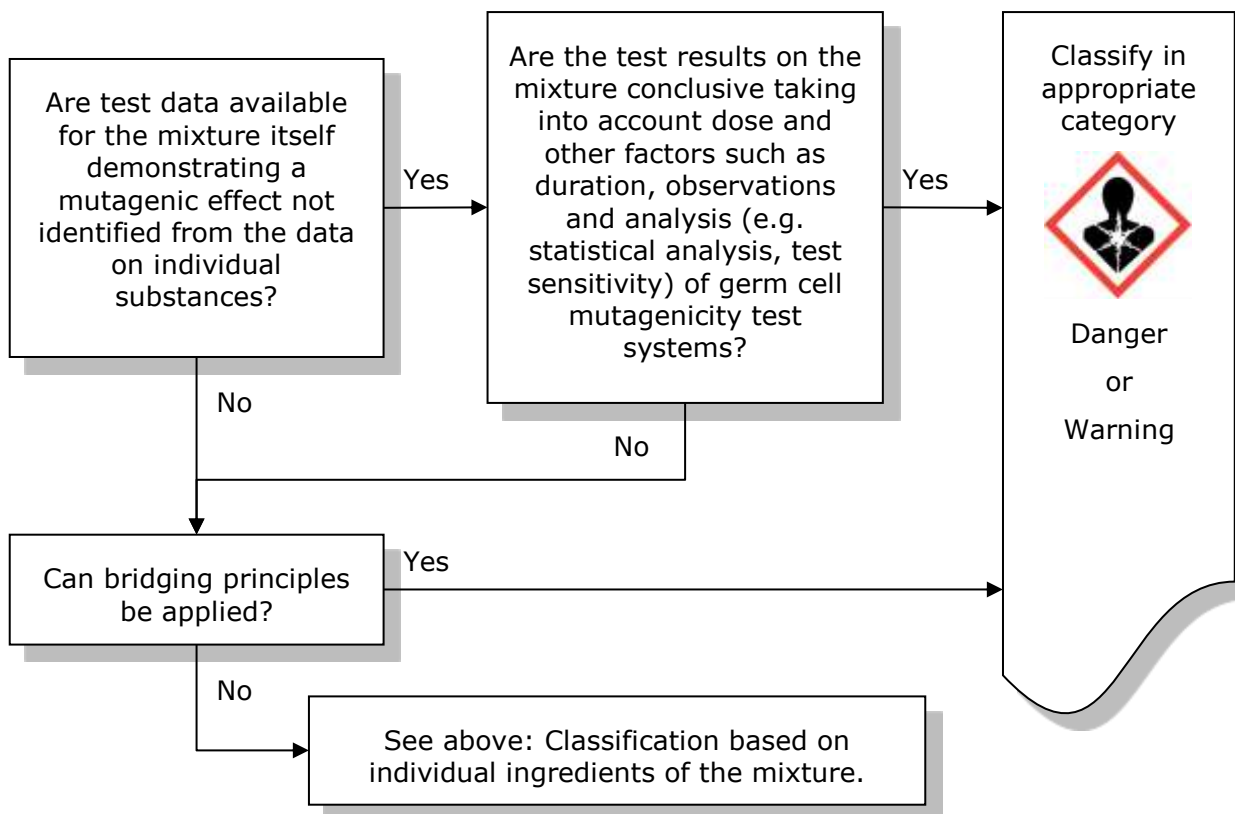 Are test data available
for the mixture itself
demonstrating a
mutagenic effect not
identified from the data
on individual
substances?
Yes
No
Are the test results on the
mixture conclusive taking
into account dose and
other factors such as
duration, observations
and analysis (e.g.
statistical analysis, test
sensitivity) of germ cell
mutagenicity test
systems?
Yes
No
Classify in
appropriate
category
Danger
or
Warning
Can bridging principles
be applied?
Yes
No
See above: Classification based on
individual ingredients of the mixture.